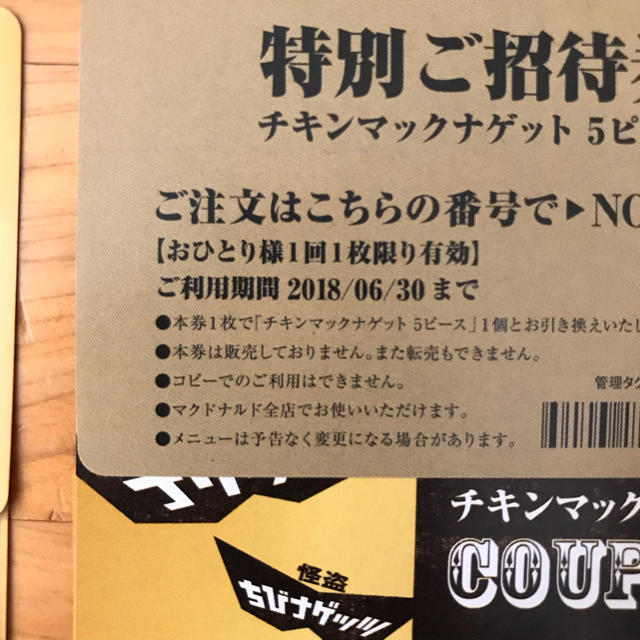 特別ご招待
チキンマックナゲット 5ピ
ご注文はこちらの番号で▶NO
【おひとり様1回1枚限り有効】
ご利用期間 2018/06/30 まで
●本券1枚で「チキンマックナゲット 5ピース」1個とお引き換えいたし
●本券は販売しておりません。また転売もできません。
●コピーでのご利用はできません。
管理タグ
●マクドナルド全店でお使いいただけます。
●メニューは予告なく変更になる場合があります。
チキンマック
COUP
怪盗
ちびナゲッツ